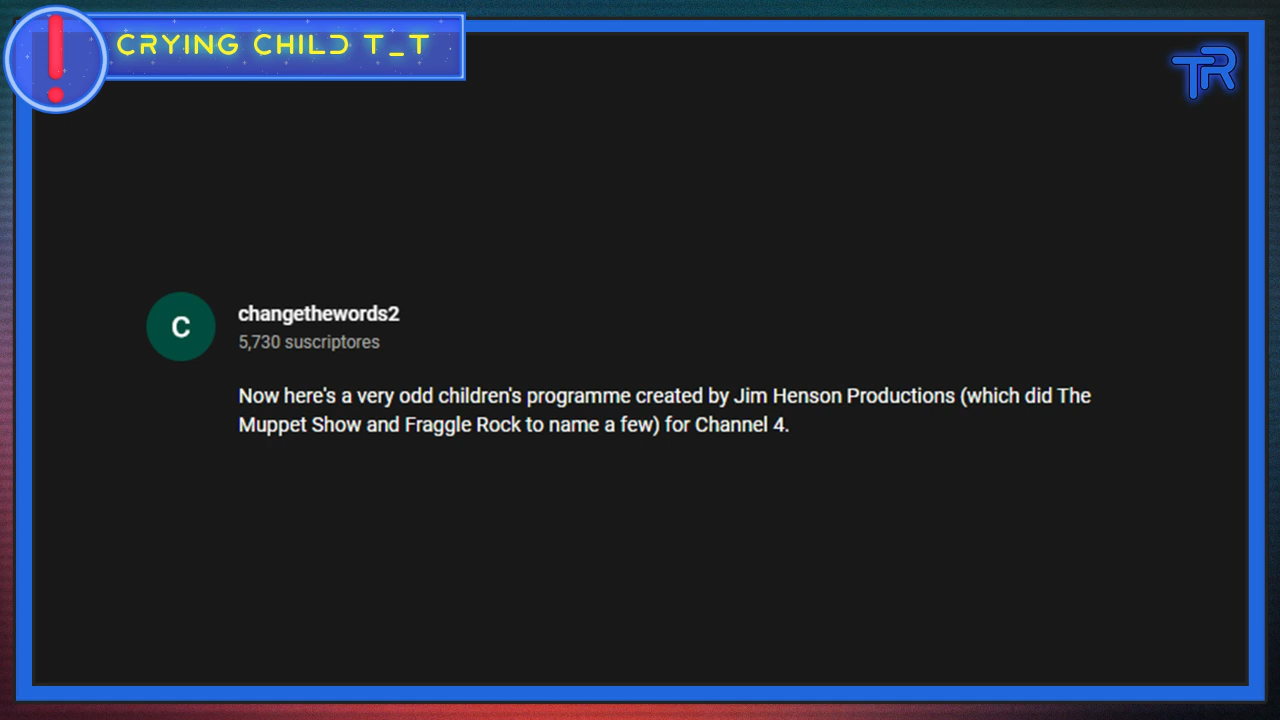 CRYING CHILD T_T
TR
C
changethewords2
5,730 suscriptores
Now here's a very odd children's programme created by Jim Henson Productions (which did The
Muppet Show and Fraggle Rock to name a few) for Channel 4.